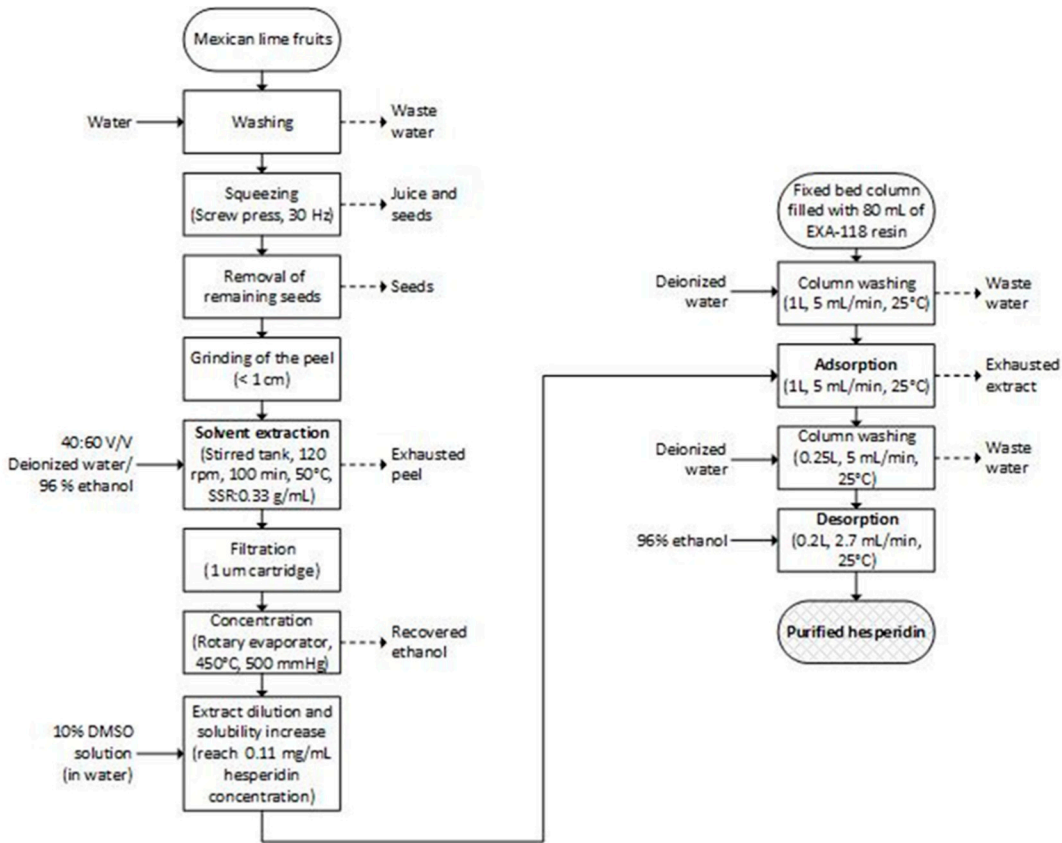 Mexican lime fruits
Water
Washing
Waste
water
Squeezing
(Screw press, 30 Hz)
Juice and
seeds
Removal of
remaining seeds
Seeds
Grinding of the peel
(< 1 cm)
40:60 V/V
Deionized water/
96 % ethanol
Solvent extraction
(Stirred tank, 120
rpm, 100 min, 50°C,
SSR:0.33 g/mL)
Exhausted
peel
Filtration
(1 um cartridge)
Concentration
(Rotary evaporator,
450°C, 500 mmHg)
Recovered
ethanol
10% DMSO
solution
(in water)
Extract dilution and
solubility increase
(reach 0.11 mg/mL
hesperidin
concentration)
Fixed bed column
filled with 80 mL of
EXA-118 resin
Deionized
water
Column washing
(1L, 5 mL/min, 25°C)
Waste
water
Adsorption
(1L, 5 mL/min, 25°C)
Exhausted
extract
Deionized
water
Column washing
(0.25L, 5 mL/min,
25°C)
Waste
water
96% ethanol
Desorption
(0.2L, 2.7 mL/min,
25°C)
Purified hesperidin